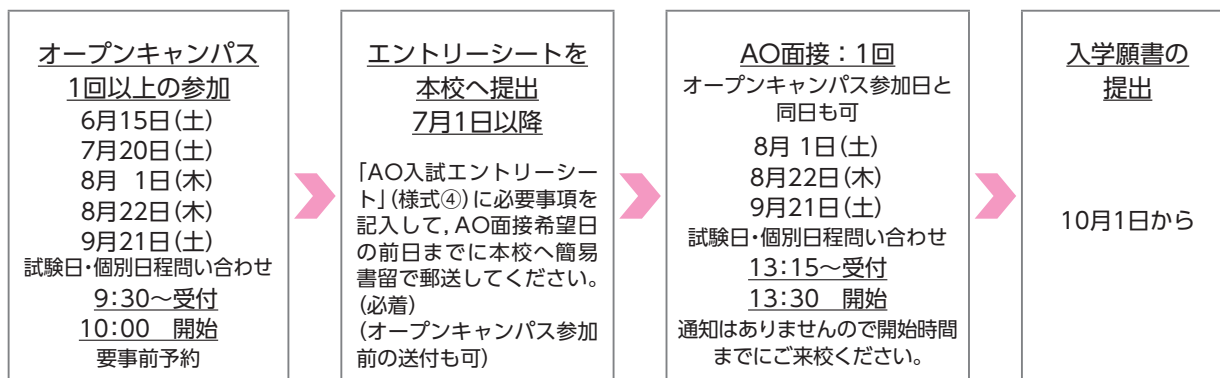 オープンキャンパス
1回以上の参加
6月15日(土)
7月20日(土)
8月 1日(木)
8月22日(木)
9月21日(土)
試験日・個別日程問い合わせ
9:30～受付
10:00 開始
要事前予約
エントリーシートを
本校へ提出
7月1日以降
「AO入試エントリーシー
ト」(様式④)に必要事項を
記入して,AO面接希望日
の前日までに本校へ簡易
書留で郵送してください。
(必着)
(オープンキャンパス参加
前の送付も可)
AO面接：1回
オープンキャンパス参加日と
同日も可
8月 1日(土)
8月22日(木)
9月21日(土)
試験日・個別日程問い合わせ
13:15～受付
13:30 開始
通知はありませんので開始時間
までにご来校ください。
入学願書の
提出
10月1日から